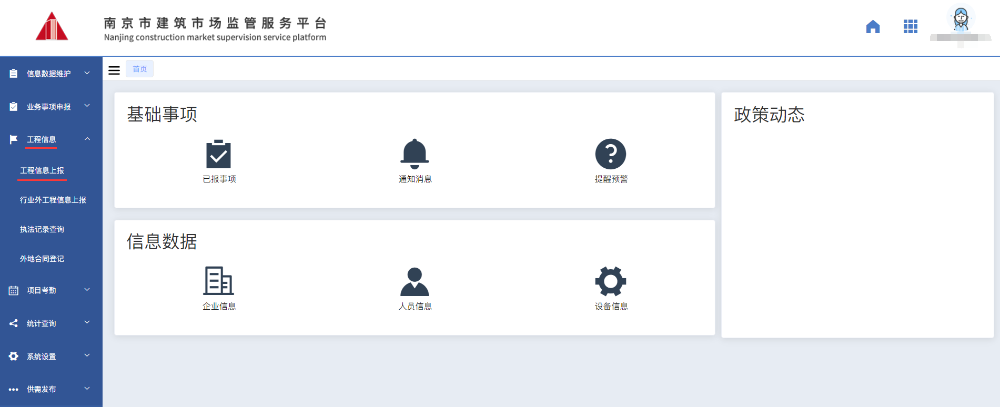 南京市建筑市场监管服务平台
Nanjing construction market supervision service platform
首页
信息数据维护
业务事项申报
工程信息
工程信息上报
行业外工程信息上报
执法记录查询
外地合同登记
项目考勤
统计查询
系统设置
供需发布
基础事项
已报事项
通知消息
提醒预警
信息数据
企业信息
人员信息
设备信息
政策动态